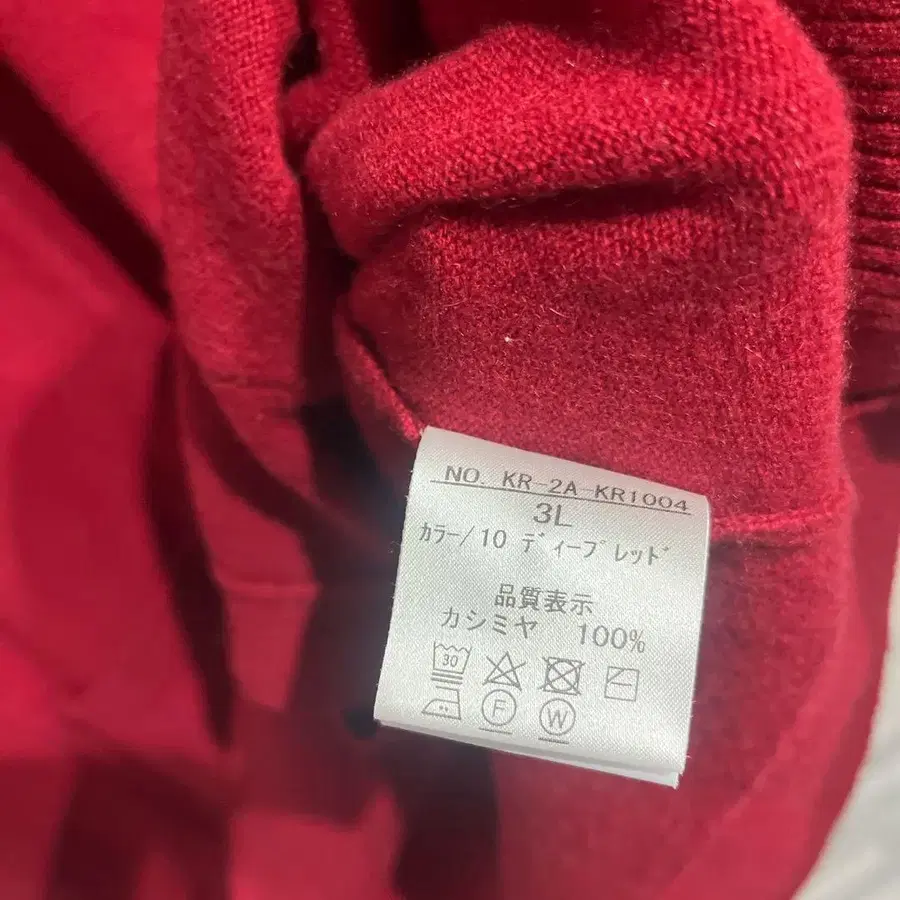 NO. KR-2A-KR1004
3L
カラー/10 ディープレッド
品質表示
カシミヤ 100%
30
F W